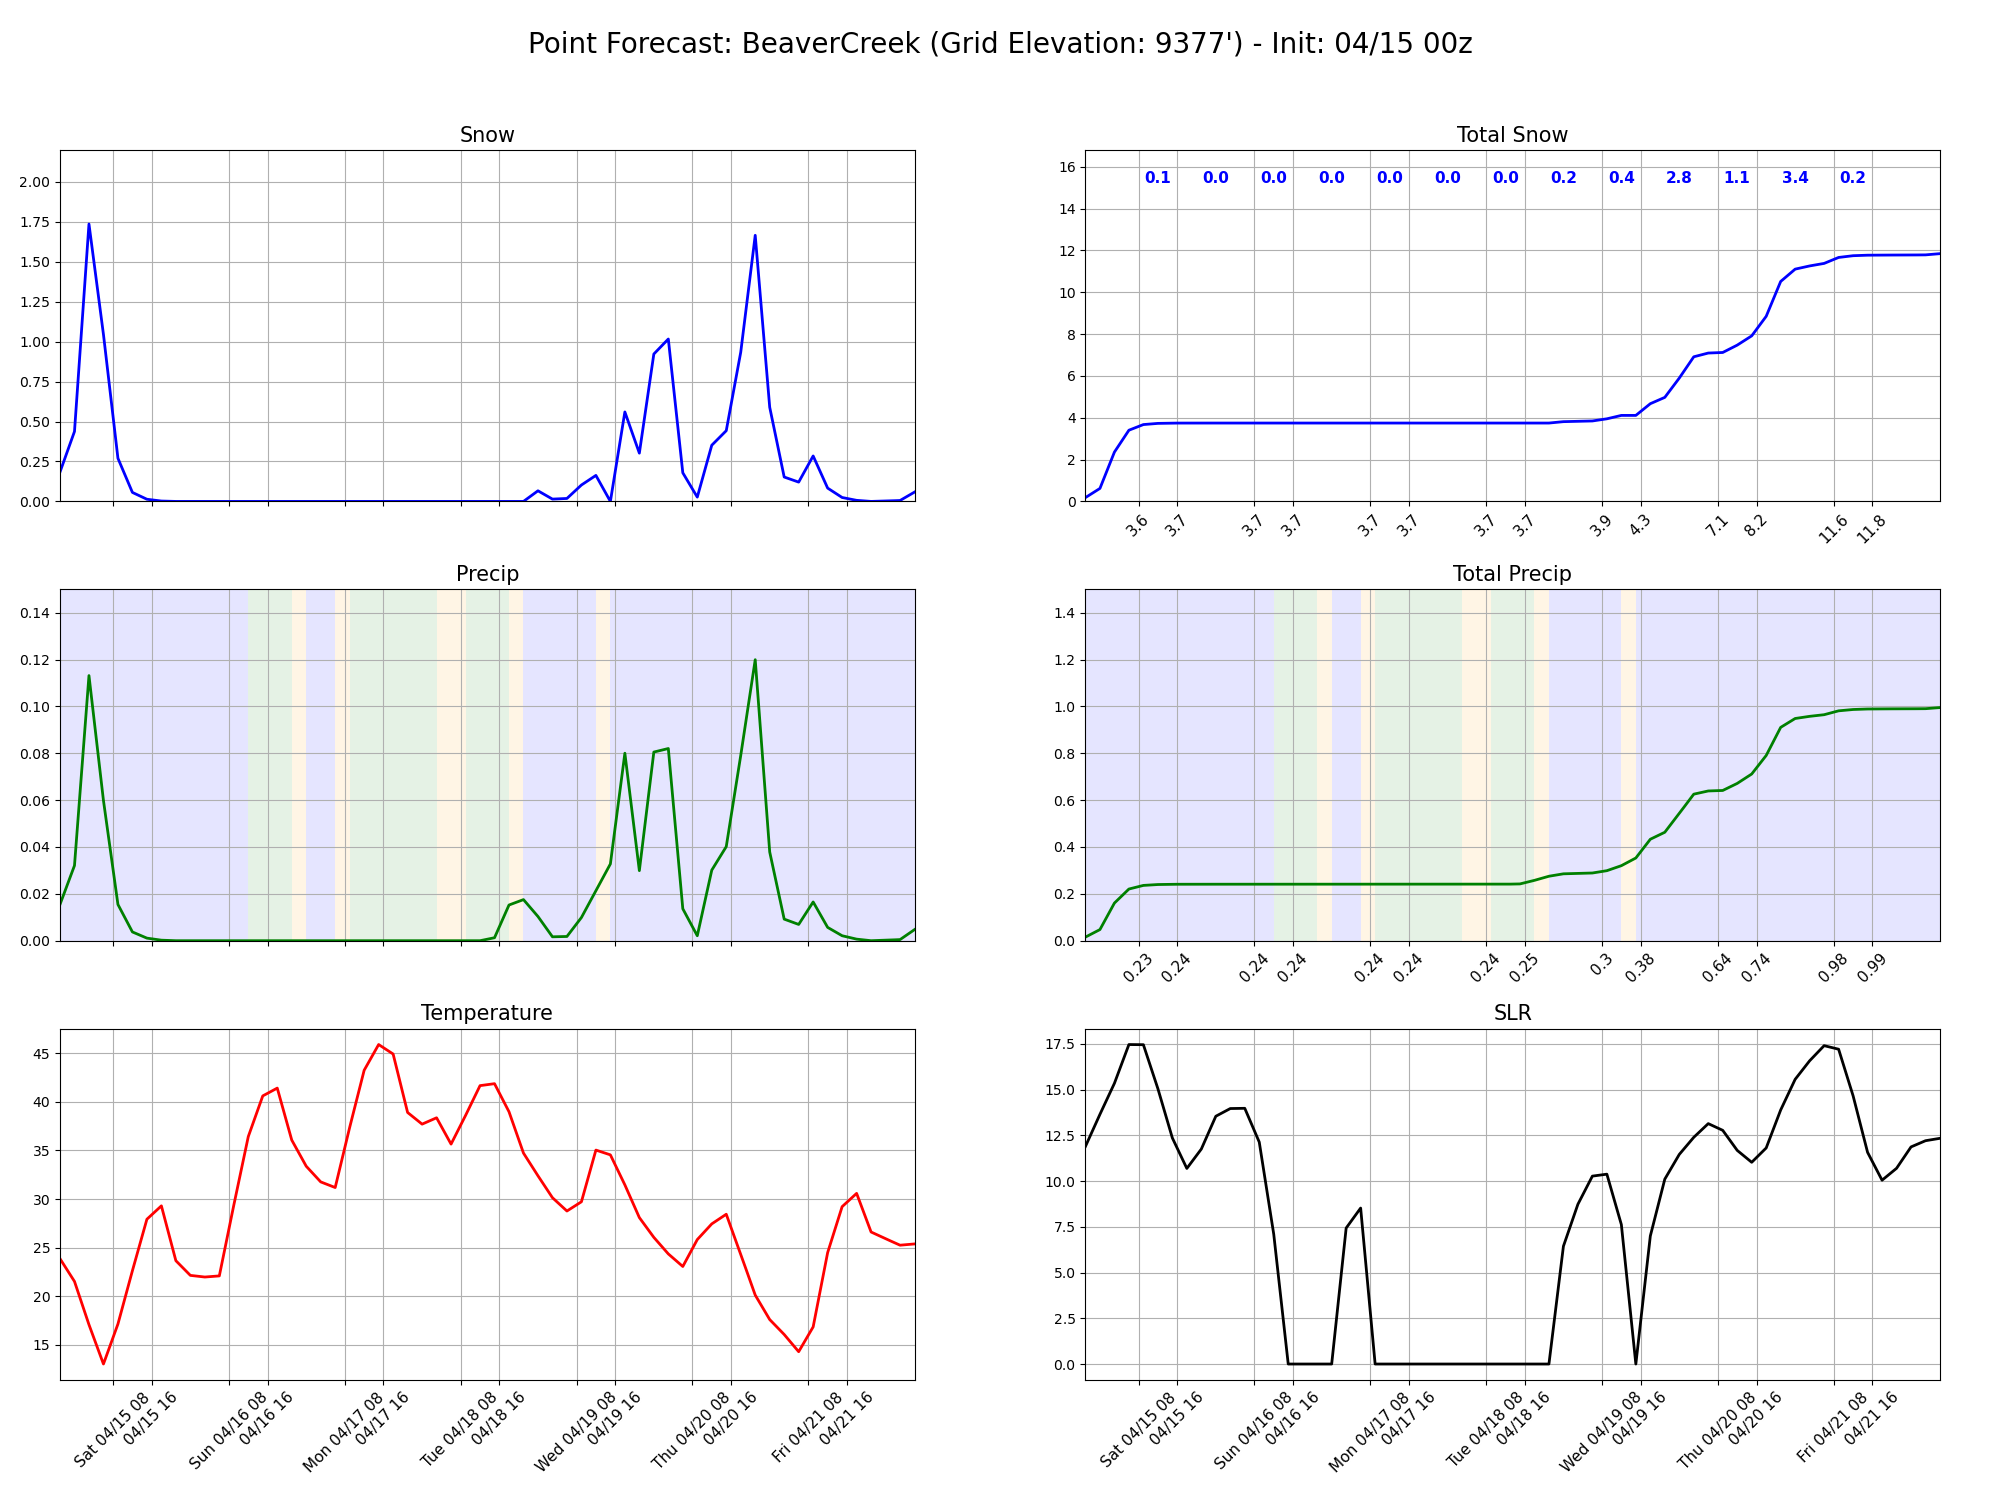 Point Forecast: BeaverCreek (Grid Elevation: 9377') - Init: 04/15 00z
Snow
2.00
1.75
1.50
1.25
1.00
0.75
0.50
0.25
0.00
Total Snow
16
14
12
10
8
6
4
2
0
0.1 0.0 0.0 0.0 0.0 0.0 0.0 0.2 0.4 2.8 1.1 3.4 0.2
3.6 3.7 3.7 3.7 3.7 3.7 3.7 3.7 3.9 4.3 7.1 8.2 11.6 11.8
Precip
0.14
0.12
0.10
0.08
0.06
0.04
0.02
0.00
Total Precip
1.4
1.2
1.0
0.8
0.6
0.4
0.2
0.0
0.23 0.24 0.24 0.24 0.24 0.24 0.24 0.25 0.3 0.38 0.64 0.74 0.98 0.99
Temperature
45
40
35
30
25
20
15
Sat 04/15 08
04/15 16
Sun 04/16 08
04/16 16
Mon 04/17 08
04/17 16
Tue 04/18 08
04/18 16
Wed 04/19 08
04/19 16
Thu 04/20 08
04/20 16
Fri 04/21 08
04/21 16
SLR
17.5
15.0
12.5
10.0
7.5
5.0
2.5
0.0
Sat 04/15 08
04/15 16
Sun 04/16 08
04/16 16
Mon 04/17 08
04/17 16
Tue 04/18 08
04/18 16
Wed 04/19 08
04/19 16
Thu 04/20 08
04/20 16
Fri 04/21 08
04/21 16